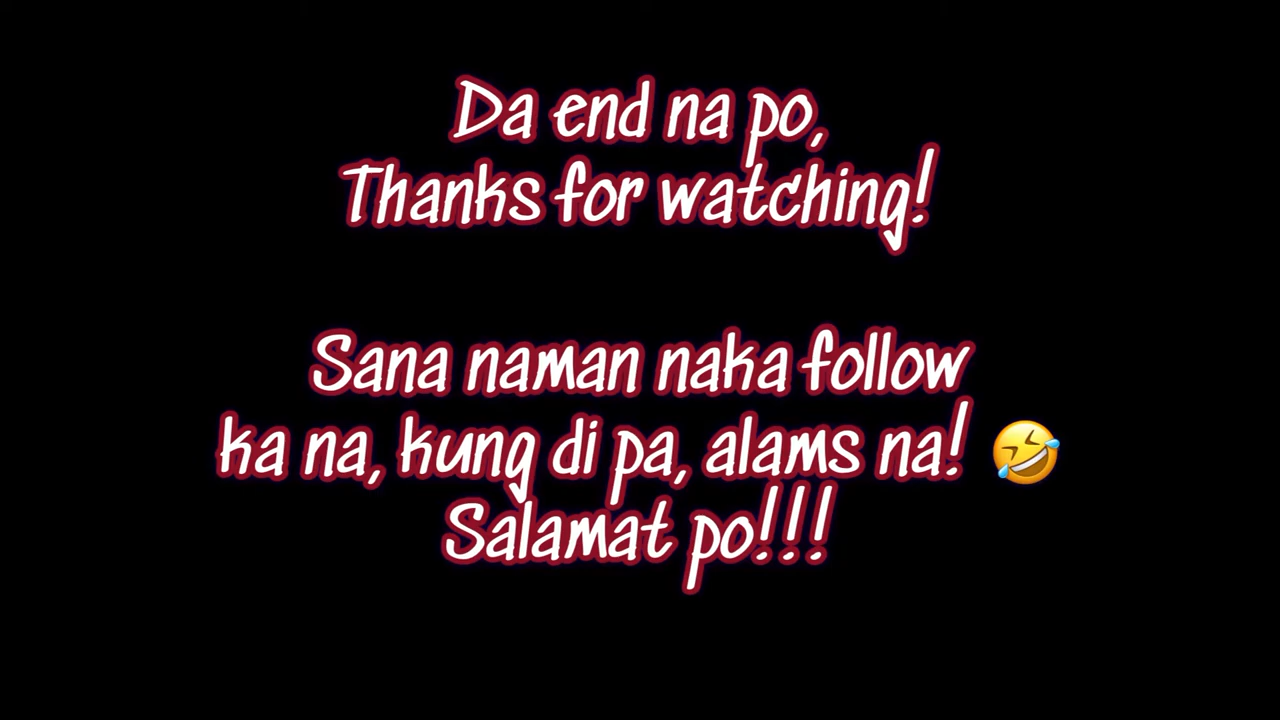 Da end na po,
Thanks for watching!
Sana naman naka follow
ka na, kung di pa, alams na! 🤣
Salamat po!!!